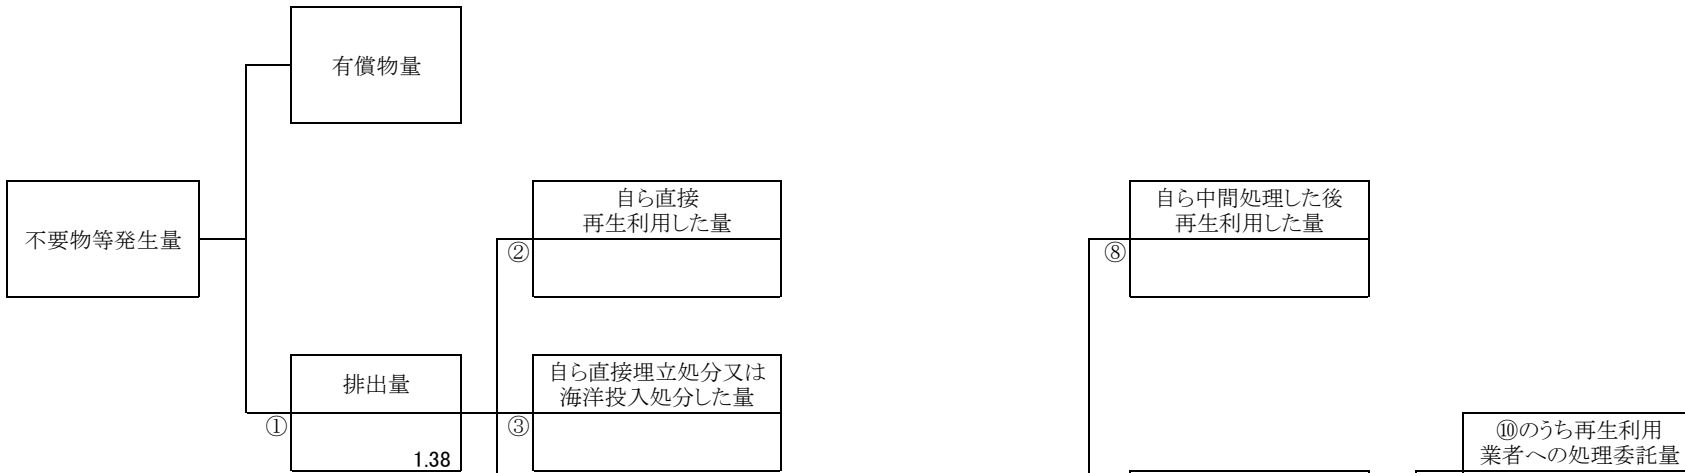 有償物量
不要物等発生量
自ら直接
再生利用した量
②
自ら中間処理した後
再生利用した量
⑧
排出量
①
1.38
自ら直接埋立処分又は
海洋投入処分した量
③
⑩のうち再生利用
業者への処理委託量